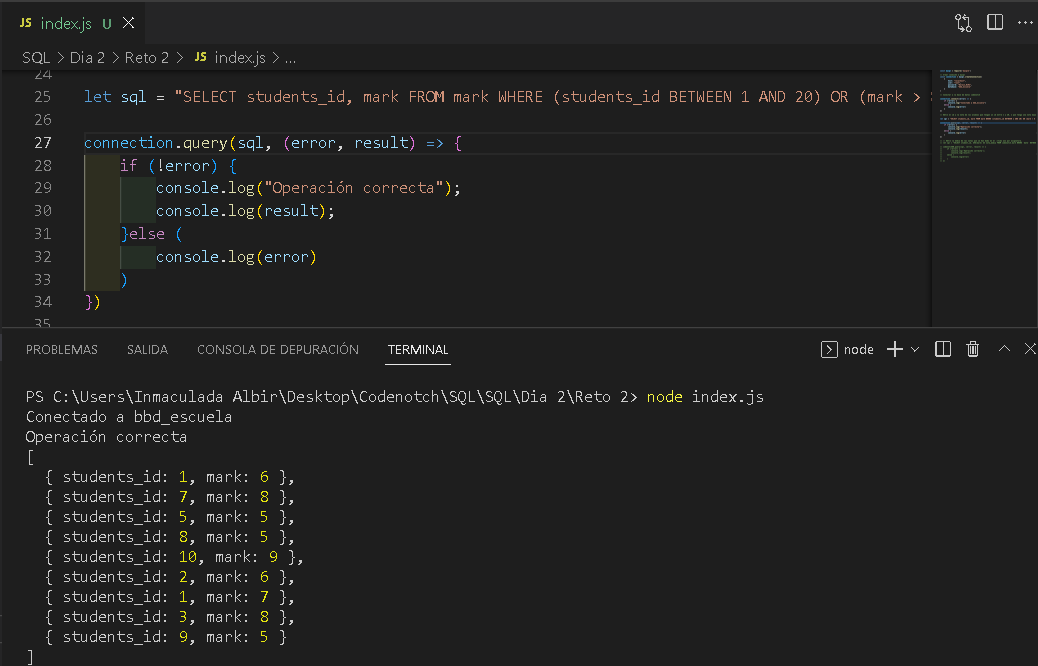 JS index.js U
SQL > Dia 2 > Reto 2 > JS index.js > ...
24
25 let sql = "SELECT students_id, mark FROM mark WHERE (students_id BETWEEN 1 AND 20) OR (mark >
26
27 connection.query(sql, (error, result) => {
28 if (!error) {
29 console.log("Operación correcta");
30 console.log(result);
31 }else (
32 console.log(error)
33 )
34 })
35
PROBLEMAS SALIDA CONSOLA DE DEPURACIÓN TERMINAL node
PS C:\Users\Inmaculada Albir\Desktop\Codenotch\SQL\SQL\Dia 2\Reto 2> node index.js
Conectado a bbd_escuela
Operación correcta
[
{ students_id: 1, mark: 6 },
{ students_id: 7, mark: 8 },
{ students_id: 5, mark: 5 },
{ students_id: 8, mark: 5 },
{ students_id: 10, mark: 9 },
{ students_id: 2, mark: 6 },
{ students_id: 1, mark: 7 },
{ students_id: 3, mark: 8 },
{ students_id: 9, mark: 5 }
]